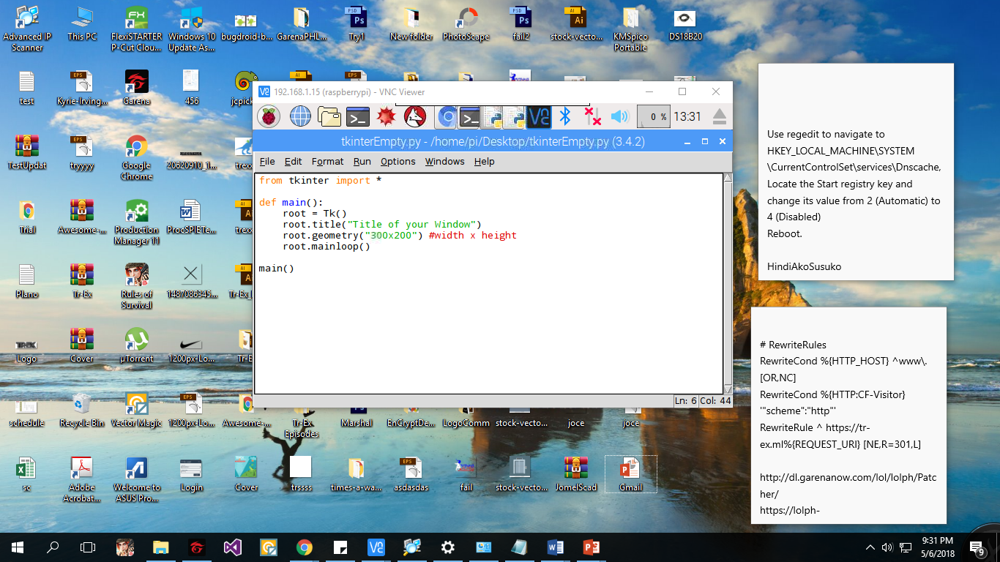 Advanced IP Scanner
This PC
FlexiSTARTER P-Cut Clou...
Windows 10 Update As...
bugdroid-b...
GarenaPHL...
Try1
New folder
PhotoScape
fail2
stock-vecto...
KMSpico Portable
DS18B20
test
Kyrie-Irving...
Garena
456
jcpick
TestUpdat
tryyyy
Google Chrome
20620910_1...
trexx
Trial
Awesome-...
Production Manager 11
ProcSPIETe...
trexx
Plano
Tr-Ex
Rules of Survival
1487086345...
Tr-Ex_
Logo
Cover
µTorrent
1200px-Lo...
Tr-E
schedule
Recycle Bin
Vector Magic
1200px-Lo...
Awesome-...
Tr-Ex Episodes
Marshal
EnCryptDe...
LogoComm
stock-vecto...
joce
joce
sc
Adobe Acrobat...
Welcome to ASUS Pro...
Login
Cover
trssss
times-a-wa...
asdasdas
fail
stock-vecto...
JomelScad
Gmail
192.168.1.15 (raspberrypi) - VNC Viewer
0 %
13:31
tkinterEmpty.py - /home/pi/Desktop/tkinterEmpty.py (3.4.2)
File Edit Format Run Options Windows Help
from tkinter import *
def main():
    root = Tk()
    root.title("Title of your Window")
    root.geometry("300x200") #width x height
    root.mainloop()
main()
Ln: 6 Col: 44
Use regedit to navigate to
HKEY_LOCAL_MACHINE\SYSTEM
\CurrentControlSet\services\Dnscache,
Locate the Start registry key and
change its value from 2 (Automatic) to
4 (Disabled)
Reboot.
HindiAkoSusuko
# RewriteRules
RewriteCond %{HTTP_HOST} ^www\.
[OR,NC]
RewriteCond %{HTTP:CF-Visitor}
'"scheme":"http"'
RewriteRule ^ https://tr-
ex.ml%{REQUEST_URI} [NE,R=301,L]
http://dl.garenanow.com/lol/lolph/Patc
her/
https://lolph-
9:31 PM
5/6/2018
9